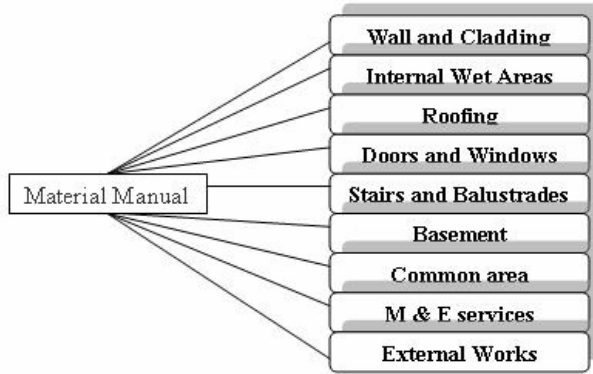 Material Manual
Wall and Cladding
Internal Wet Areas
Roofing
Doors and Windows
Stairs and Balustrades
Basement
Common area
M & E services
External Works